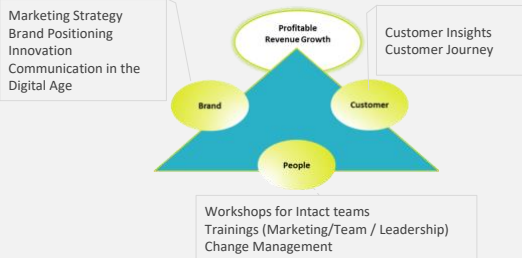 Marketing Strategy
Brand Positioning
Innovation
Communication in the
Digital Age
Profitable
Revenue Growth
Customer Insights
Customer Journey
Brand
Customer
People
Workshops for Intact teams
Trainings (Marketing/Team / Leadership)
Change Management